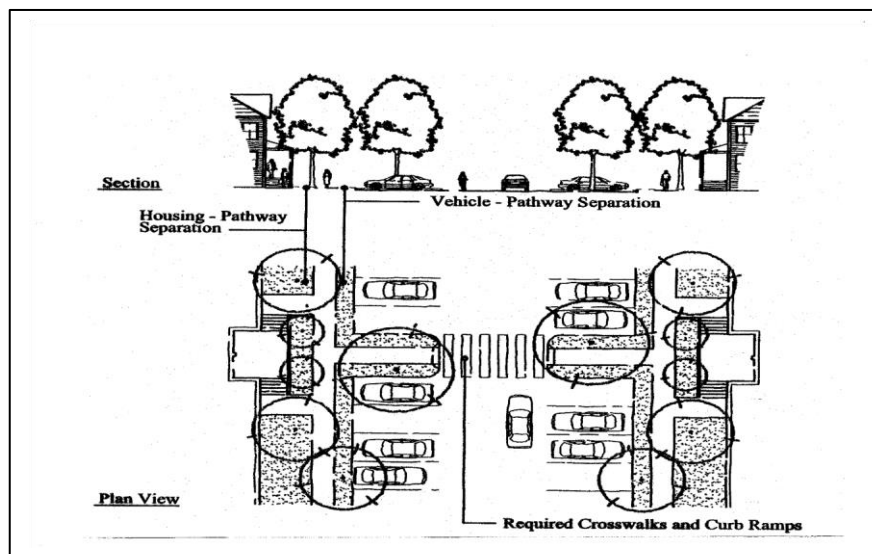 Section
Vehicle - Pathway Separation
Housing - Pathway
Separation
Plan View
Required Crosswalks and Curb Ramps